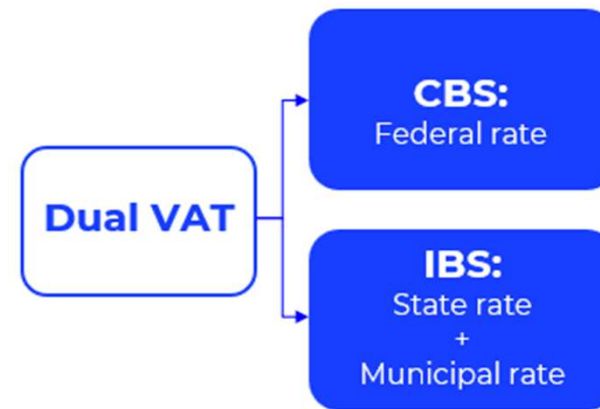 Dual VAT
CBS:
Federal rate
IBS:
State rate
+
Municipal rate